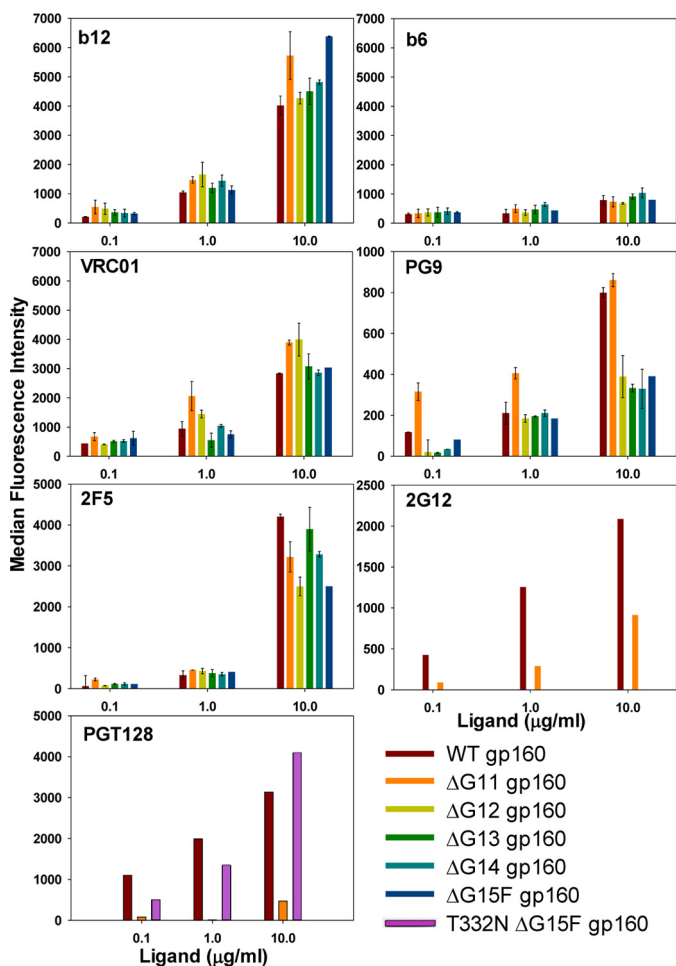 b12
7000
6000
5000
4000
3000
2000
1000
0
0.1 1.0 10.0
b6
7000
6000
5000
4000
3000
2000
1000
0
0.1 1.0 10.0
VRC01
7000
6000
5000
4000
3000
2000
1000
0
0.1 1.0 10.0
PG9
1000
800
600
400
200
0
0.1 1.0 10.0
Median Fluorescence Intensity
2F5
5000
4000
3000
2000
1000
0
0.1 1.0 10.0
2G12
2500
2000
1500
1000
500
0
0.1 1.0 10.0
Ligand (μg/ml)
PGT128
5000
4000
3000
2000
1000
0
0.1 1.0 10.0
Ligand (μg/ml)
WT gp160
ΔG11 gp160
ΔG12 gp160
ΔG13 gp160
ΔG14 gp160
ΔG15F gp160
T332N ΔG15F gp160